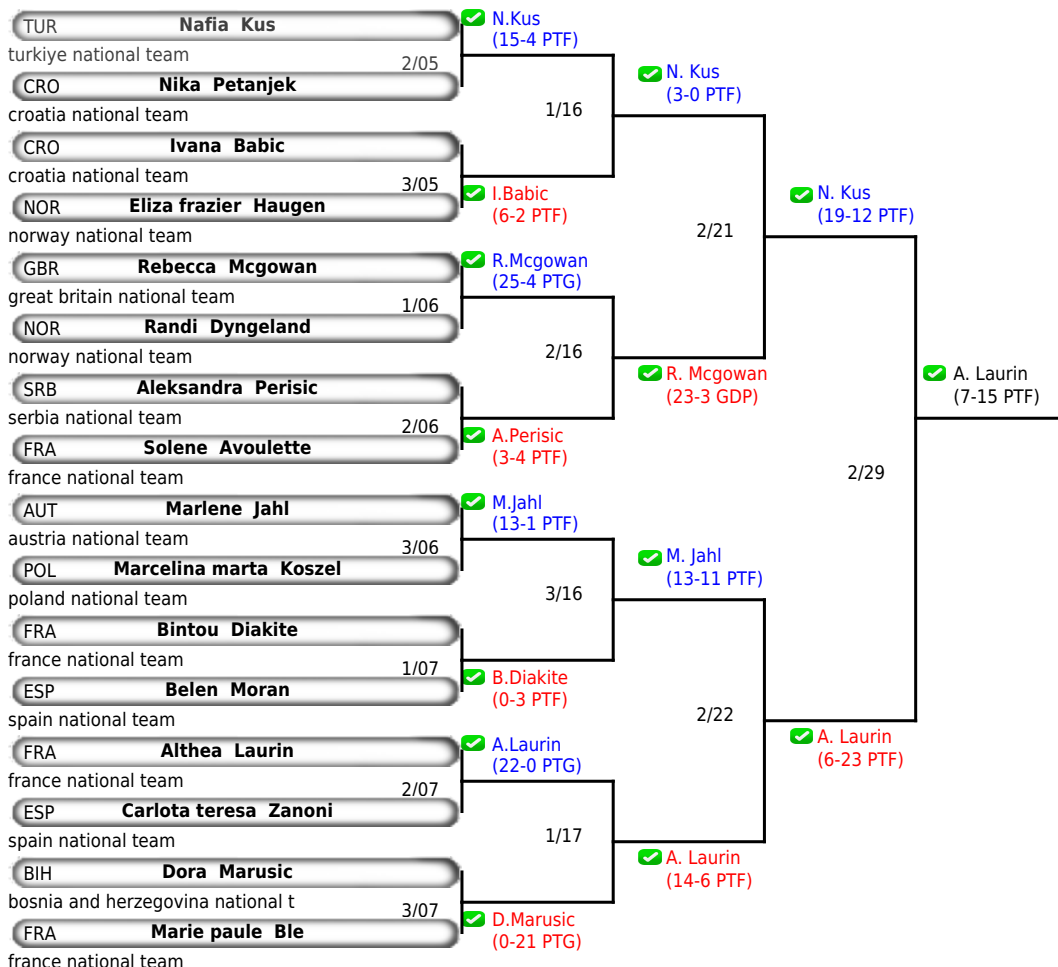 TUR Nafia Kus
turkiye national team
2/05
CRO Nika Petanjek
croatia national team
CRO Ivana Babic
croatia national team
3/05
NOR Eliza frazier Haugen
norway national team
GBR Rebecca Mcgowan
great britain national team
1/06
NOR Randi Dyngeland
norway national team
SRB Aleksandra Perisic
serbia national team
2/06
FRA Solene Avoulette
france national team
AUT Marlene Jahl
austria national team
3/06
POL Marcelina marta Koszel
poland national team
FRA Bintou Diakite
france national team
1/07
ESP Belen Moran
spain national team
FRA Althea Laurin
france national team
2/07
ESP Carlota teresa Zanoni
spain national team
BIH Dora Marusic
bosnia and herzegovina national t
3/07
FRA Marie paule Ble
france national team
N.Kus
(15-4 PTF)
1/16
I.Babic
(6-2 PTF)
R.Mcgowan
(25-4 PTG)
2/16
A.Perisic
(3-4 PTF)
M.Jahl
(13-1 PTF)
3/16
B.Diakite
(0-3 PTF)
A.Laurin
(22-0 PTG)
1/17
D.Marusic
(0-21 PTG)
N. Kus
(3-0 PTF)
2/21
R. Mcgowan
(23-3 GDP)
M. Jahl
(13-11 PTF)
2/22
A. Laurin
(14-6 PTF)
N. Kus
(19-12 PTF)
2/29
A. Laurin
(6-23 PTF)
A. Laurin
(7-15 PTF)